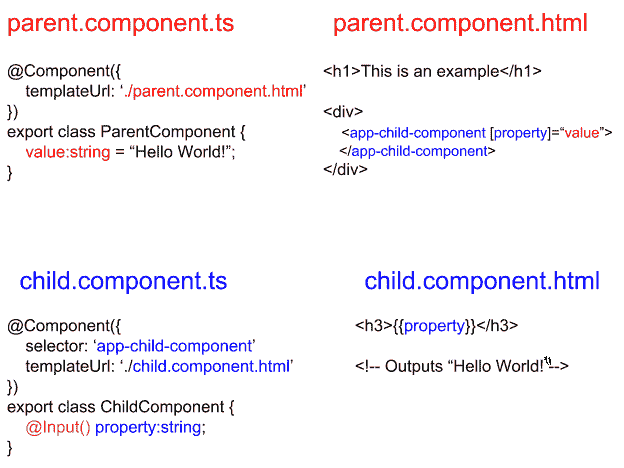 parent.component.ts
@Component({
templateUrl: ‘./parent.component.html’
})
export class ParentComponent {
value:string = “Hello World!”;
}
parent.component.html
<h1>This is an example</h1>
<div>
<app-child-component [property]=“value”>
</app-child-component>
</div>
child.component.ts
@Component({
selector: ‘app-child-component’
templateUrl: ‘./child.component.html’
})
export class ChildComponent {
@Input() property:string;
}
child.component.html
<h3>{{property}}</h3>
<!-- Outputs “Hello World!”-->